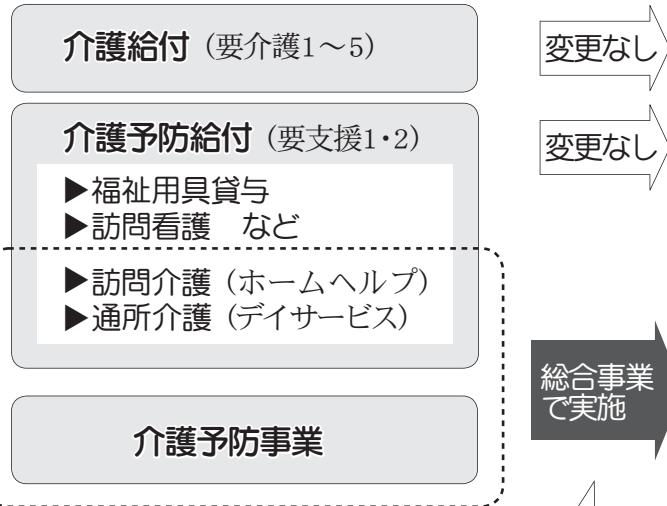 介護給付（要介護1～5）
変更なし
介護予防給付（要支援1・2）
変更なし
▶福祉用具貸与
▶訪問看護　など
▶訪問介護（ホームヘルプ）
▶通所介護（デイサービス）
総合事業
で実施
介護予防事業